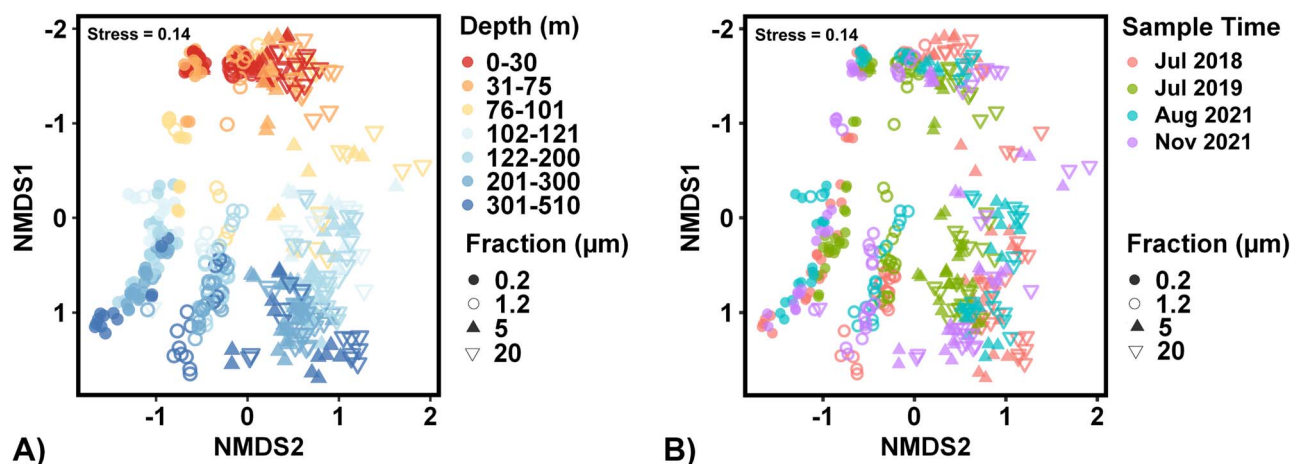 Stress = 0.14
-2
-1
0
1
NMDS1
-1
0
1
2
NMDS2
A)
Depth (m)
0-30
31-75
76-101
102-121
122-200
201-300
301-510
Fraction (µm)
0.2
1.2
5
20
Stress = 0.14
-2
-1
0
1
NMDS1
-1
0
1
2
NMDS2
B)
Sample Time
Jul 2018
Jul 2019
Aug 2021
Nov 2021
Fraction (µm)
0.2
1.2
5
20